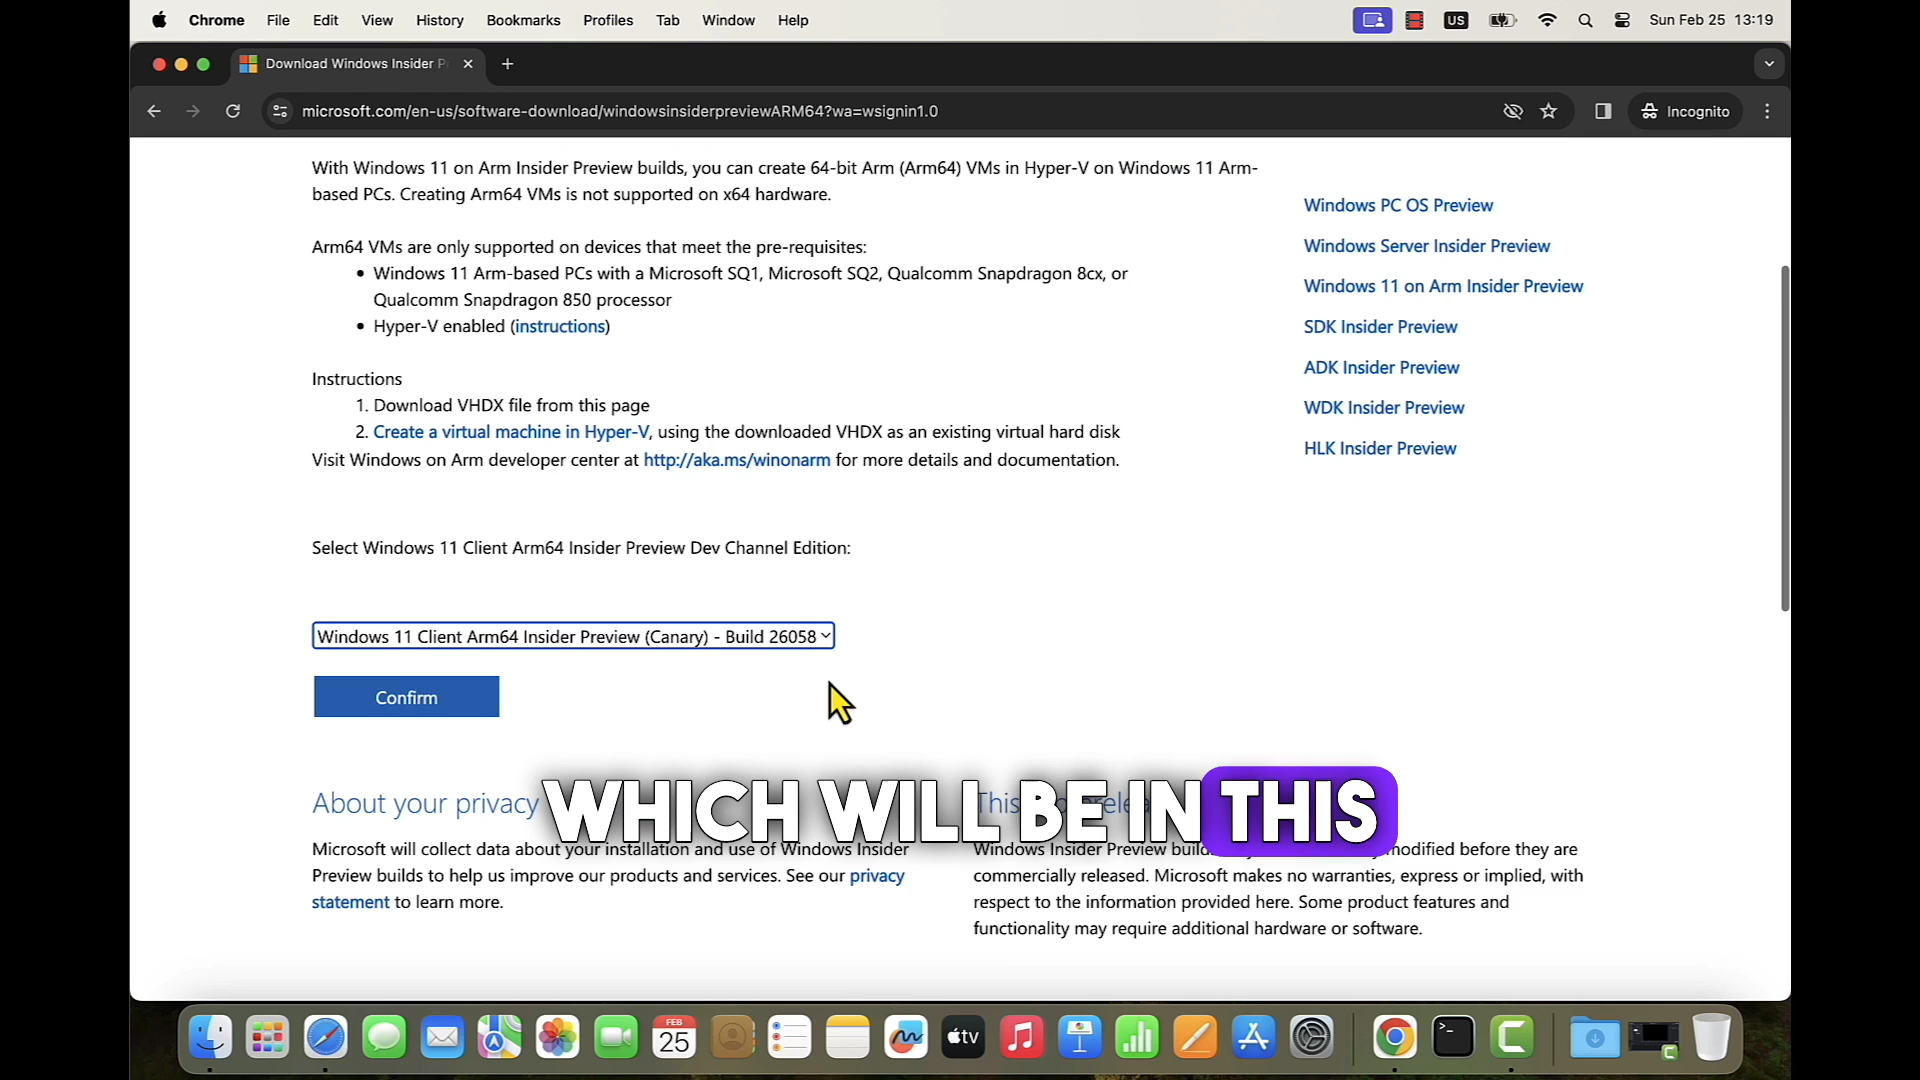 Chrome File Edit View History Bookmarks Profiles Tab Window Help US Sun Feb 25 13:19
Download Windows Insider P
microsoft.com/en-us/software-download/windowsinsiderpreviewARM64?wa=wsignin1.0 Incognito
With Windows 11 on Arm Insider Preview builds, you can create 64-bit Arm (Arm64) VMs in Hyper-V on Windows 11 Arm-
based PCs. Creating Arm64 VMs is not supported on x64 hardware.
Arm64 VMs are only supported on devices that meet the pre-requisites:
• Windows 11 Arm-based PCs with a Microsoft SQ1, Microsoft SQ2, Qualcomm Snapdragon 8cx, or
Qualcomm Snapdragon 850 processor
• Hyper-V enabled (instructions)
Instructions
1. Download VHDX file from this page
2. Create a virtual machine in Hyper-V, using the downloaded VHDX as an existing virtual hard disk
Visit Windows on Arm developer center at http://aka.ms/winonarm for more details and documentation.
Windows PC OS Preview
Windows Server Insider Preview
Windows 11 on Arm Insider Preview
SDK Insider Preview
ADK Insider Preview
WDK Insider Preview
HLK Insider Preview
Select Windows 11 Client Arm64 Insider Preview Dev Channel Edition:
Windows 11 Client Arm64 Insider Preview (Canary) - Build 26058
Confirm
WHICH WILL BE IN THIS
About your privacy
Microsoft will collect data about your installation and use of Windows Insider
Preview builds to help us improve our products and services. See our privacy
statement to learn more.
This
Windows Insider Preview modified before they are
commercially released. Microsoft makes no warranties, express or implied, with
respect to the information provided here. Some product features and
functionality may require additional hardware or software.
FEB
25
tv